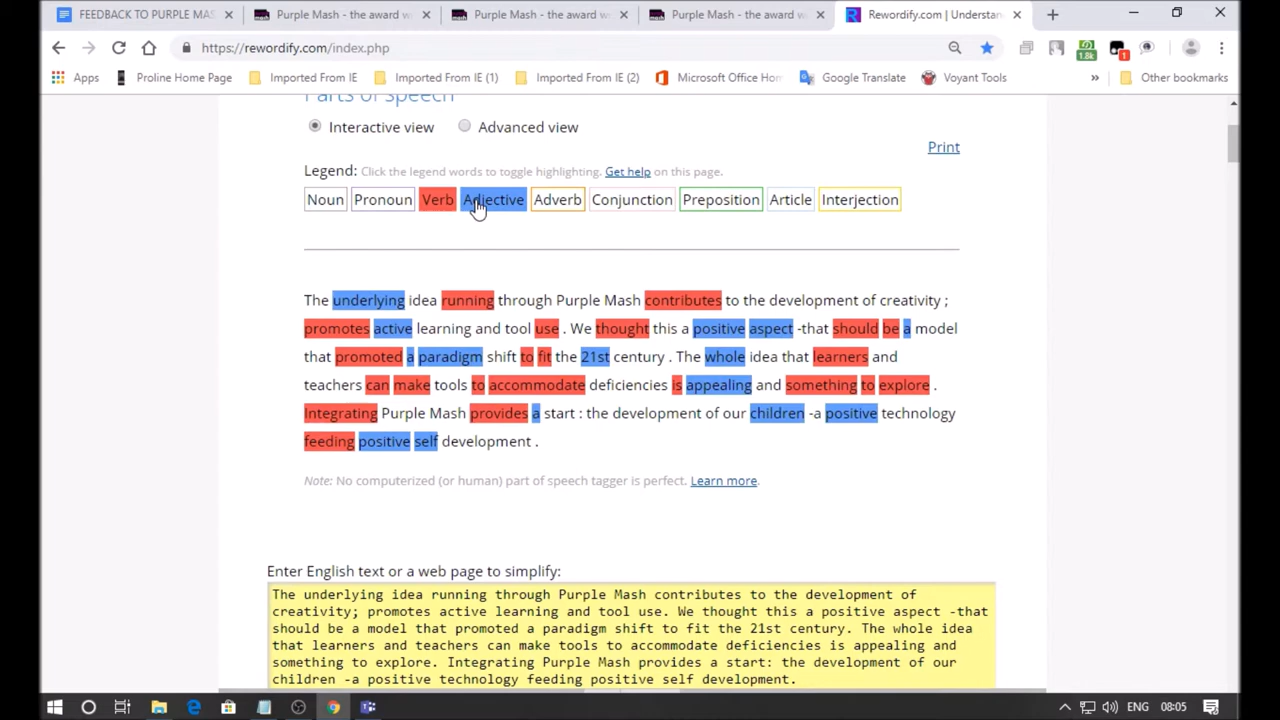 FEEDBACK TO PURPLE MAS
Purple Mash - the award w
Purple Mash - the award w
Purple Mash - the award w
Rewordify.com | Understan
https://rewordify.com/index.php
1.8k
1
Apps
Proline Home Page
Imported From IE
Imported From IE (1)
Imported From IE (2)
Microsoft Office Hom
Google Translate
Voyant Tools
»
Other bookmarks
Parts of speech
Interactive view
Advanced view
Print
Legend: Click the legend words to toggle highlighting. Get help on this page.
Noun Pronoun Verb Adjective Adverb Conjunction Preposition Article Interjection
The underlying idea running through Purple Mash contributes to the development of creativity ;
promotes active learning and tool use . We thought this a positive aspect -that should be a model
that promoted a paradigm shift to fit the 21st century . The whole idea that learners and
teachers can make tools to accommodate deficiencies is appealing and something to explore .
Integrating Purple Mash provides a start : the development of our children -a positive technology
feeding positive self development .
Note: No computerized (or human) part of speech tagger is perfect. Learn more.
Enter English text or a web page to simplify:
The underlying idea running through Purple Mash contributes to the development of
creativity; promotes active learning and tool use. We thought this a positive aspect -that
should be a model that promoted a paradigm shift to fit the 21st century. The whole idea
that learners and teachers can make tools to accommodate deficiencies is appealing and
something to explore. Integrating Purple Mash provides a start: the development of our
children -a positive technology feeding positive self development.
ENG
08:05